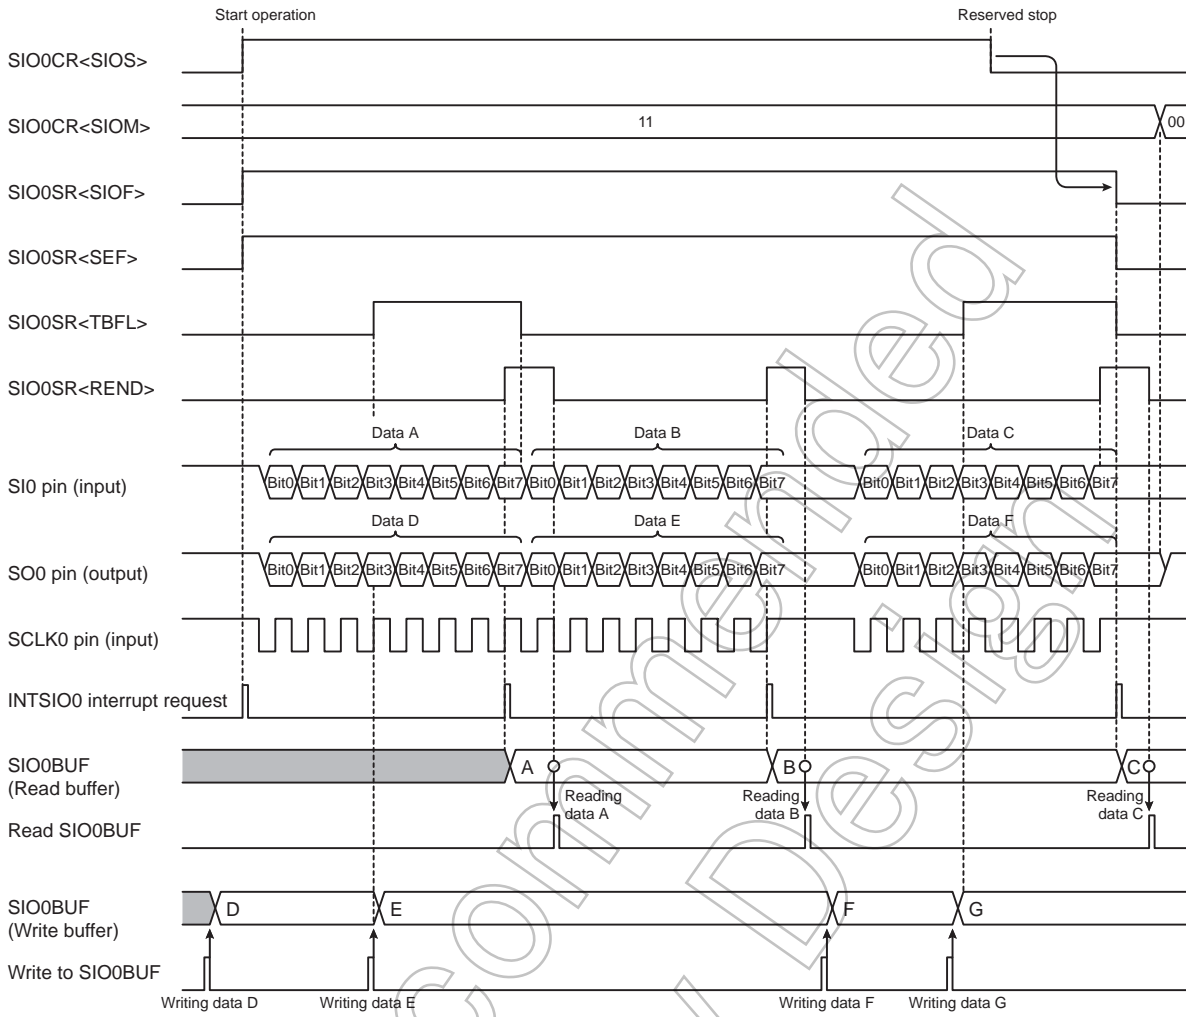 Start operation
Reserved stop
SIO0CR<SIOS>
SIO0CR<SIOM>
11
00
SIO0SR<SIOF>
SIO0SR<SEF>
SIO0SR<TBFL>
SIO0SR<REND>
Data A
Data B
Data C
SI0 pin (input)
Bit0 Bit1 Bit2 Bit3 Bit4 Bit5 Bit6 Bit7 Bit0 Bit1 Bit2 Bit3 Bit4 Bit5 Bit6 Bit7 Bit0 Bit1 Bit2 Bit3 Bit4 Bit5 Bit6 Bit7
Data D
Data E
Data F
SO0 pin (output)
Bit0 Bit1 Bit2 Bit3 Bit4 Bit5 Bit6 Bit7 Bit0 Bit1 Bit2 Bit3 Bit4 Bit5 Bit6 Bit7 Bit0 Bit1 Bit2 Bit3 Bit4 Bit5 Bit6 Bit7
SCLK0 pin (input)
INTSIO0 interrupt request
SIO0BUF
(Read buffer)
A
B
C
Reading
data A
Reading
data B
Reading
data C
Read SIO0BUF
SIO0BUF
(Write buffer)
D
E
F
G
Write to SIO0BUF
Writing data D
Writing data E
Writing data F
Writing data G
ommended
Design